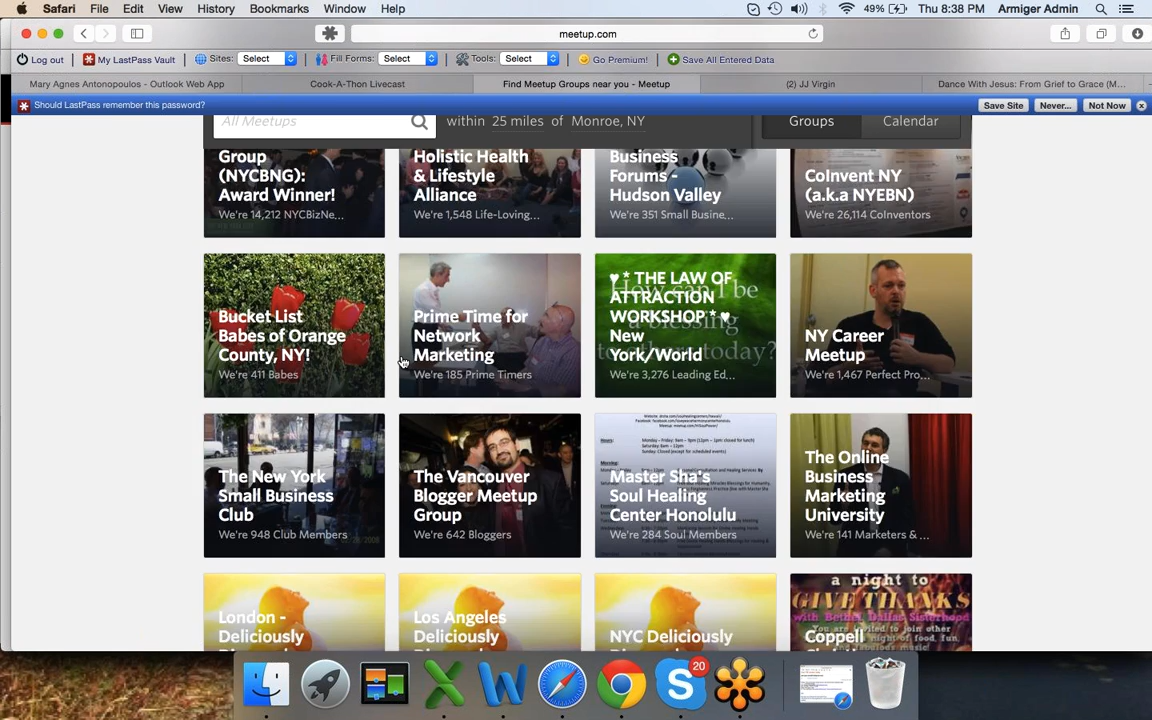 Safari File Edit View History Bookmarks Window Help
49% Thu 8:38 PM Armiger Admin
meetup.com
Log out My LastPass Vault Sites: Select Fill Forms: Select Tools: Select Go Premium! Save All Entered Data
Mary Agnes Antonopoulos - Outlook Web App Cook-A-Thon Livecast Find Meetup Groups near you - Meetup (2) JJ Virgin Dance With Jesus: From Grief to Grace (M...
Should LastPass remember this password? Save Site Never... Not Now
All Meetups within 25 miles of Monroe, NY Groups Calendar
Group
(NYCBNG):
Award Winner!
We're 14,212 NYCBizNe...
Holistic Health
& Lifestyle
Alliance
We're 1,548 Life-Loving...
Business
Forums -
Hudson Valley
We're 351 Small Busine...
CoInvent NY
(a.k.a NYEBN)
We're 26,114 CoInventors
Bucket List
Babes of Orange
County, NY!
We're 411 Babes
Prime Time for
Network
Marketing
We're 185 Prime Timers
♥ * THE LAW OF
ATTRACTION
WORKSHOP * ♥
New
York/World
We're 3,276 Leading Ed...
NY Career
Meetup
We're 1,467 Perfect Pro...
The New York
Small Business
Club
We're 948 Club Members
The Vancouver
Blogger Meetup
Group
We're 642 Bloggers
Master Sha's
Soul Healing
Center Honolulu
We're 284 Soul Members
The Online
Business
Marketing
University
We're 141 Marketers & ...
London -
Deliciously
Los Angeles
Deliciously
NYC Deliciously
a night to
GIVE THANKS
with Bethel Dallas Sisterhood
Coppell
20